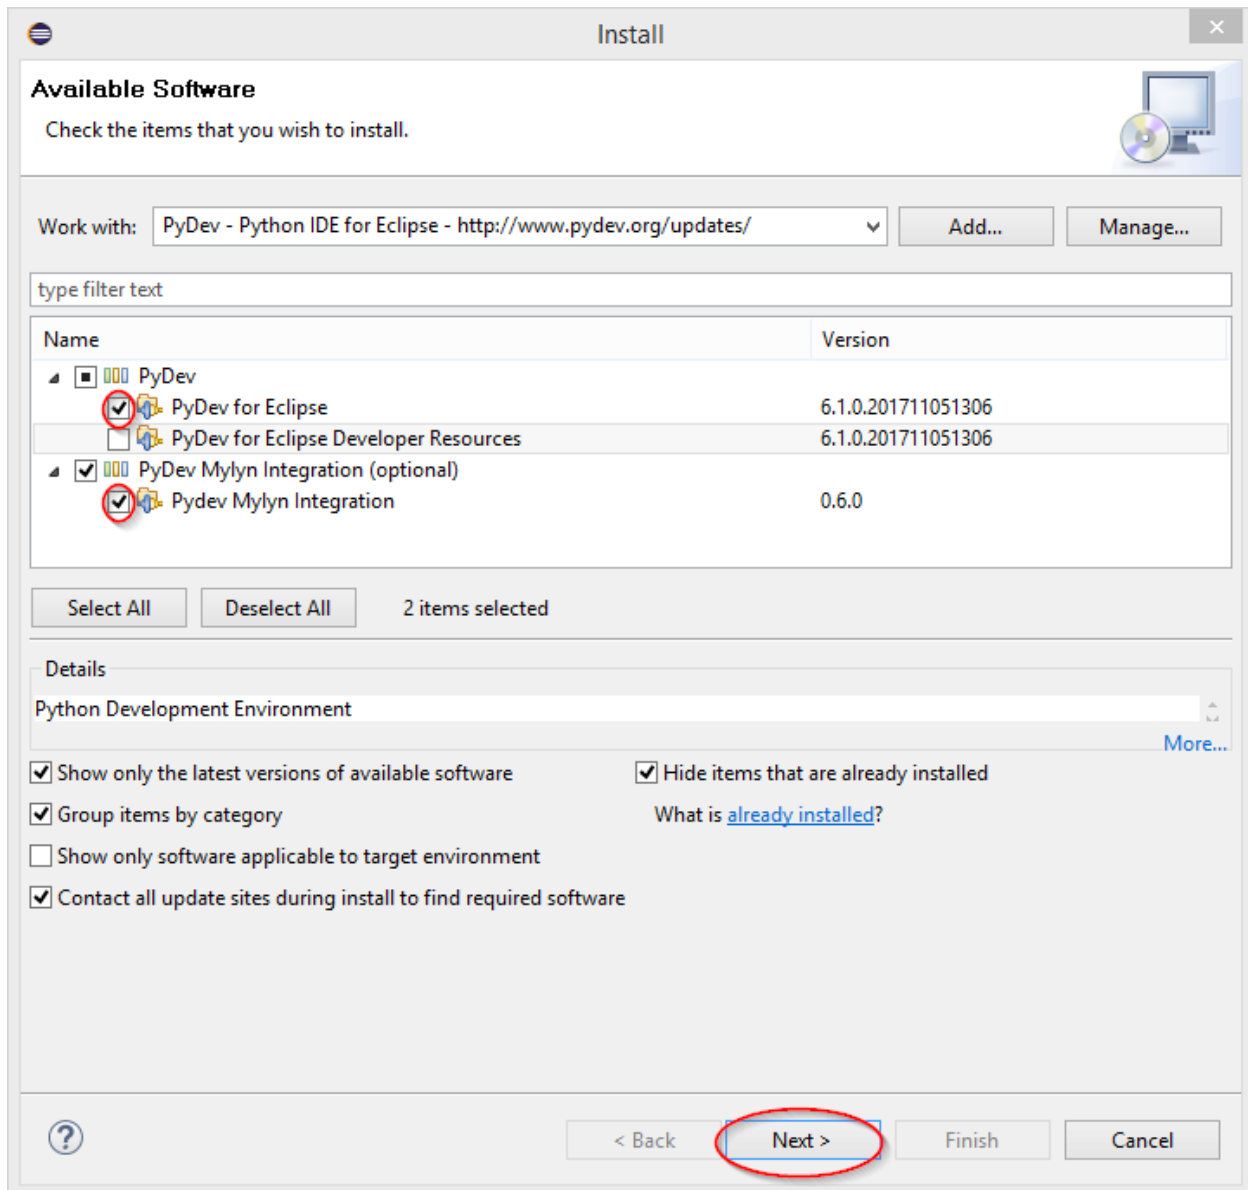 Install
Available Software
Check the items that you wish to install.
Work with: PyDev - Python IDE for Eclipse - http://www.pydev.org/updates/ Add... Manage...
type filter text
Name Version
PyDev
PyDev for Eclipse 6.1.0.201711051306
PyDev for Eclipse Developer Resources 6.1.0.201711051306
PyDev Mylyn Integration (optional)
Pydev Mylyn Integration 0.6.0
Select All Deselect All 2 items selected
Details
Python Development Environment
More...
Show only the latest versions of available software Hide items that are already installed
Group items by category What is already installed?
Show only software applicable to target environment
Contact all update sites during install to find required software
? < Back Next > Finish Cancel